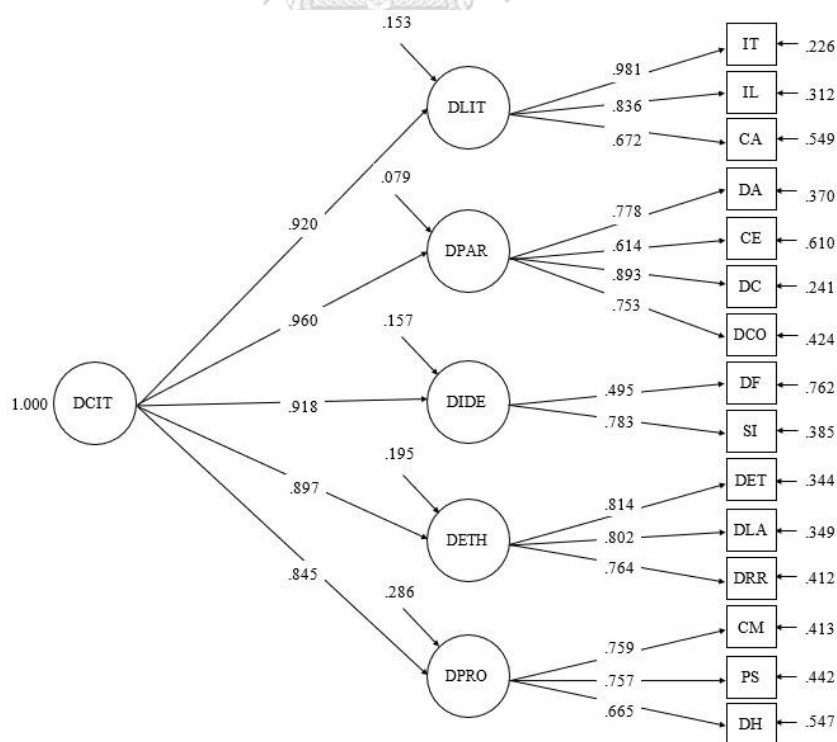 .153
DLIT
.981
.836
.672
IT
.226
IL
.312
CA
.549
.079
DPAR
.778
.614
.893
.753
DA
.370
CE
.610
DC
.241
DCO
.424
.920
.960
.918
.897
.845
1.000
DCIT
.157
DIDE
.495
.783
DF
.762
SI
.385
.195
DETH
.814
.802
.764
DET
.344
DLA
.349
DRR
.412
.286
DPRO
.759
.757
.665
CM
.413
PS
.442
DH
.547